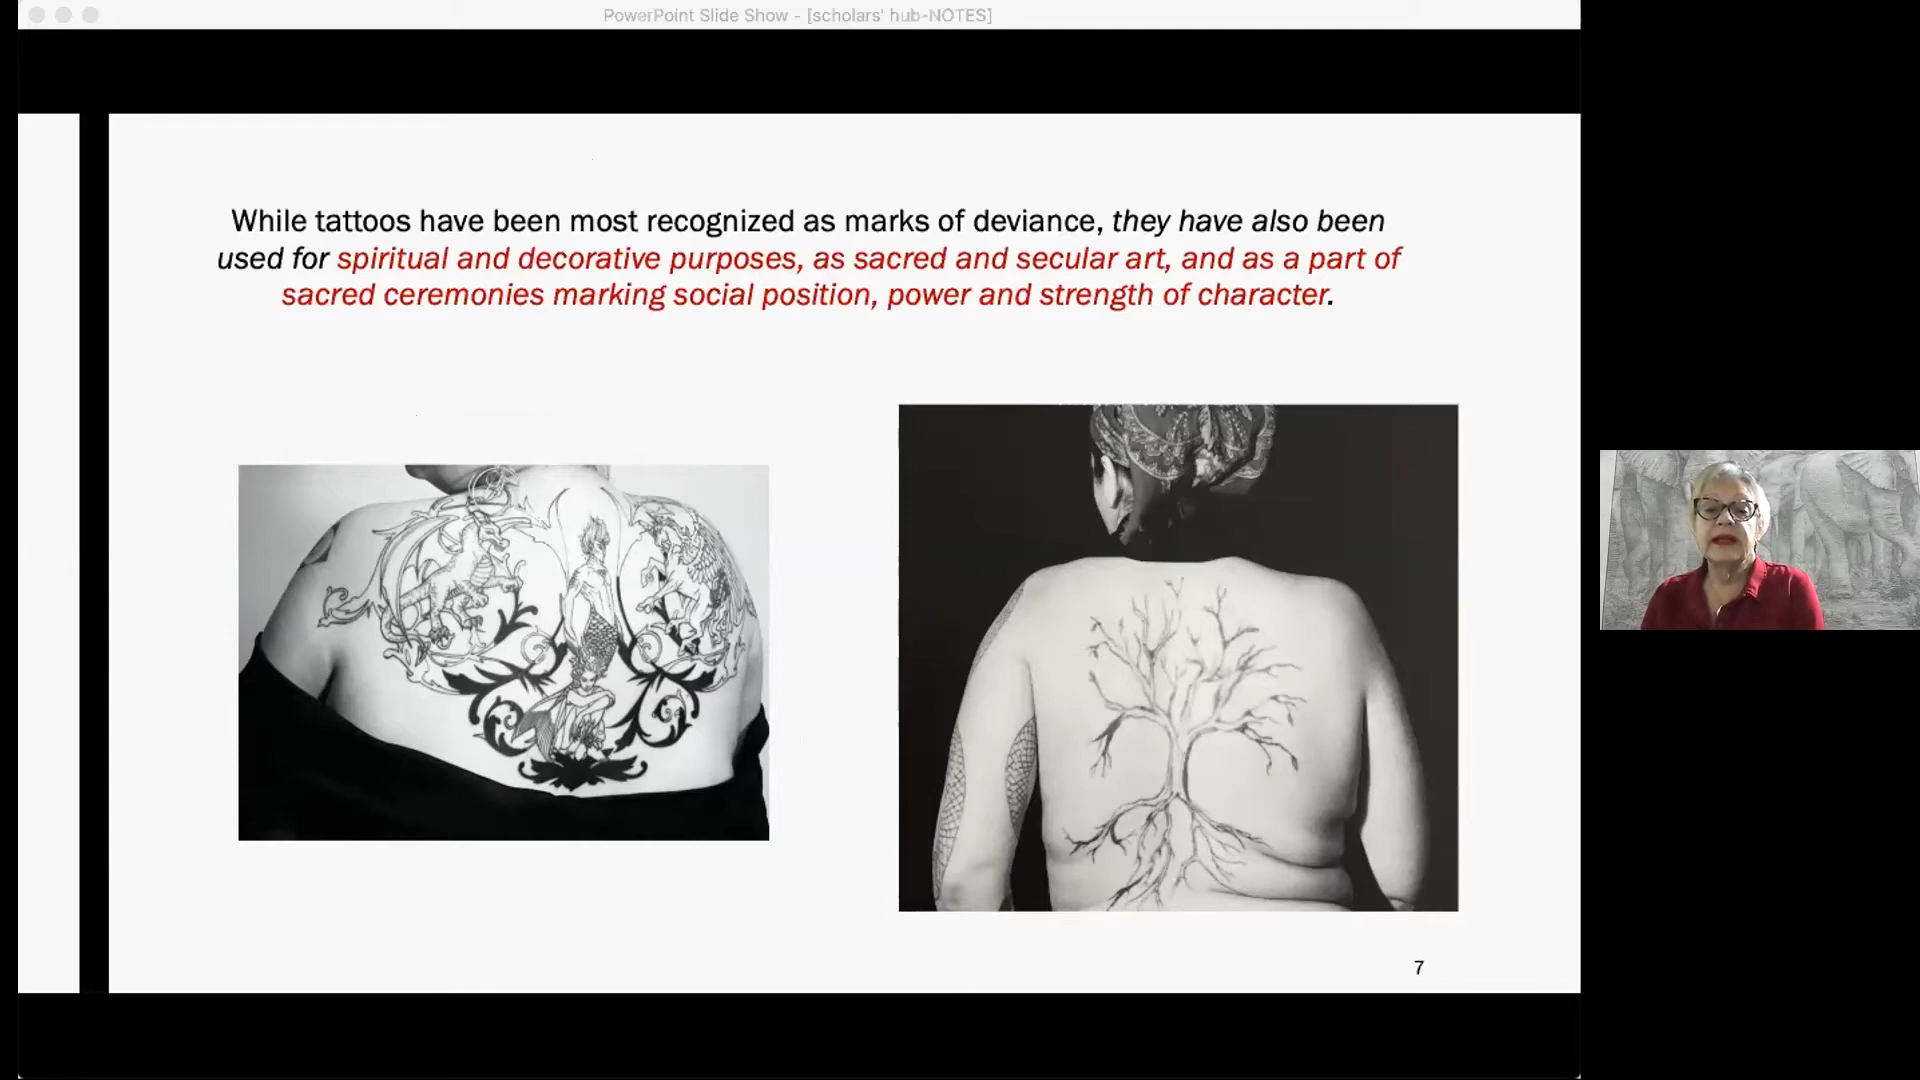 PowerPoint Slide Show - [scholars' hub-NOTES]
While tattoos have been most recognized as marks of deviance, they have also been
used for spiritual and decorative purposes, as sacred and secular art, and as a part of
sacred ceremonies marking social position, power and strength of character.
7